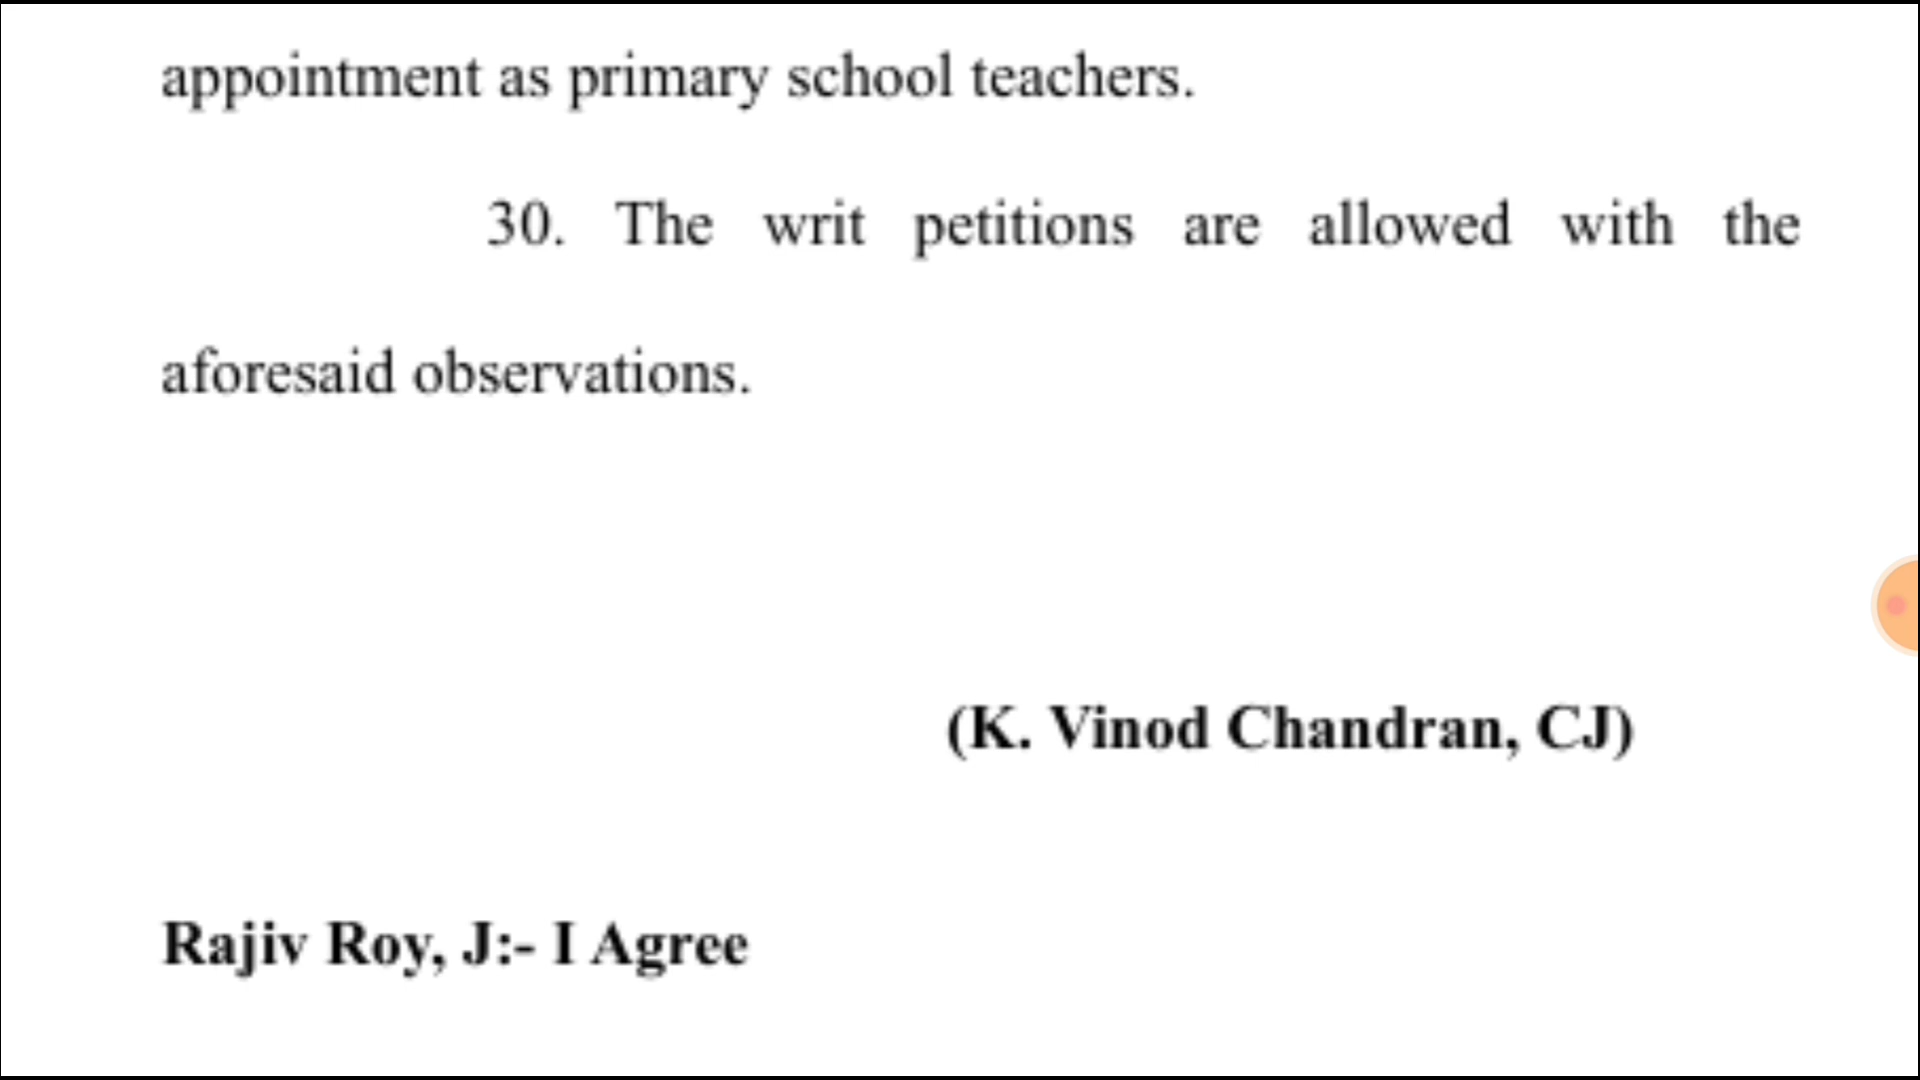 appointment as primary school teachers.
30. The writ petitions are allowed with the
aforesaid observations.
(K. Vinod Chandran, CJ)
Rajiv Roy, J:- I Agree